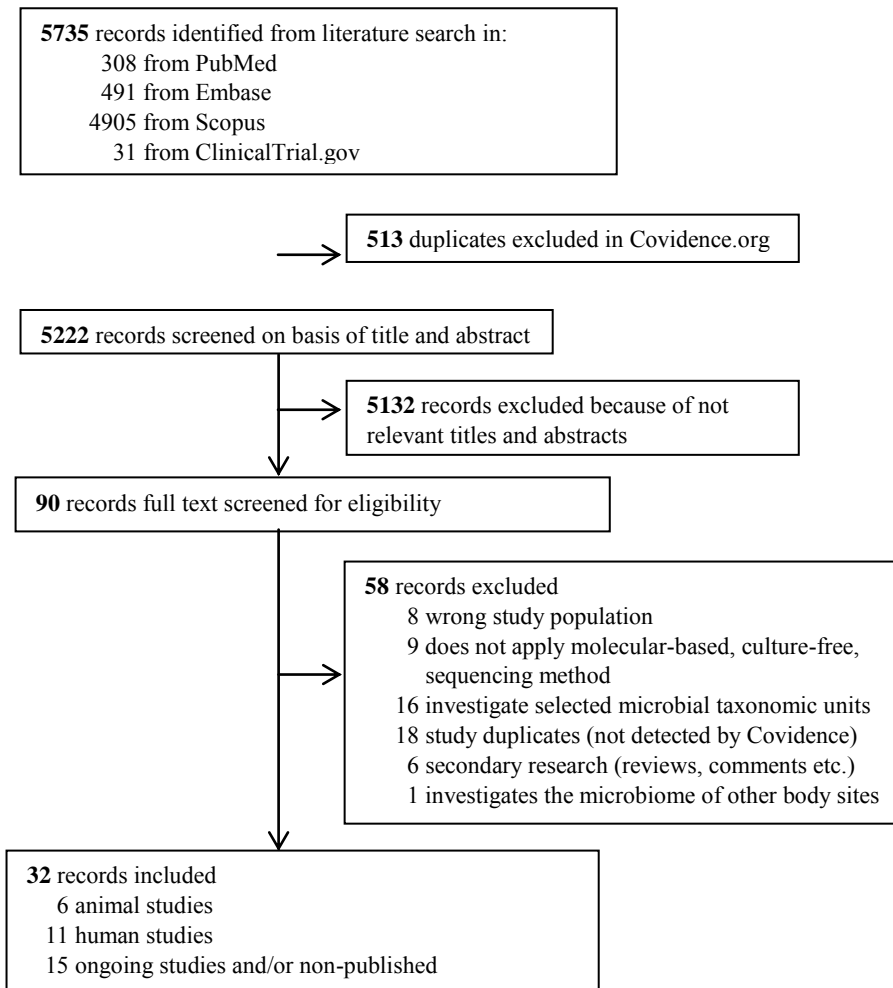 5735 records identified from literature search in:
308 from PubMed
491 from Embase
4905 from Scopus
31 from ClinicalTrial.gov
513 duplicates excluded in Covidence.org
5222 records screened on basis of title and abstract
5132 records excluded because of not
relevant titles and abstracts
90 records full text screened for eligibility
58 records excluded
8 wrong study population
9 does not apply molecular-based, culture-free,
sequencing method
16 investigate selected microbial taxonomic units
18 study duplicates (not detected by Covidence)
6 secondary research (reviews, comments etc.)
1 investigates the microbiome of other body sites
32 records included
6 animal studies
11 human studies
15 ongoing studies and/or non-published